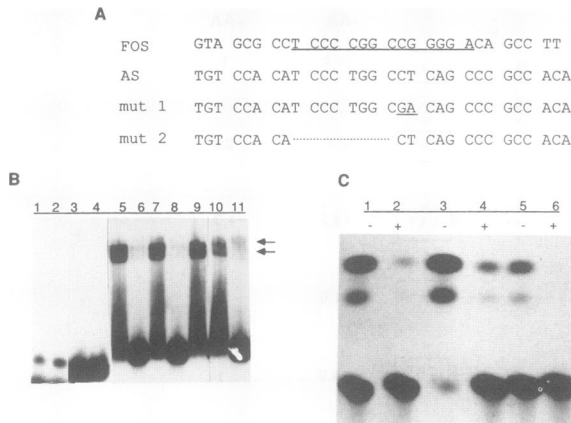 A
FOS GTA GCG CCT CCC CGG CCG GGG ACA GCC TT
AS TGT CCA CAT CCC TGG CCT CAG CCC GCC ACA
mut 1 TGT CCA CAT CCC TGG CGA CAG CCC GCC ACA
mut 2 TGT CCA CA.................CT CAG CCC GCC ACA
B
1 2 3 4 5 6 7 8 9 10 11
C
1 2 3 4 5 6
- + - + - +